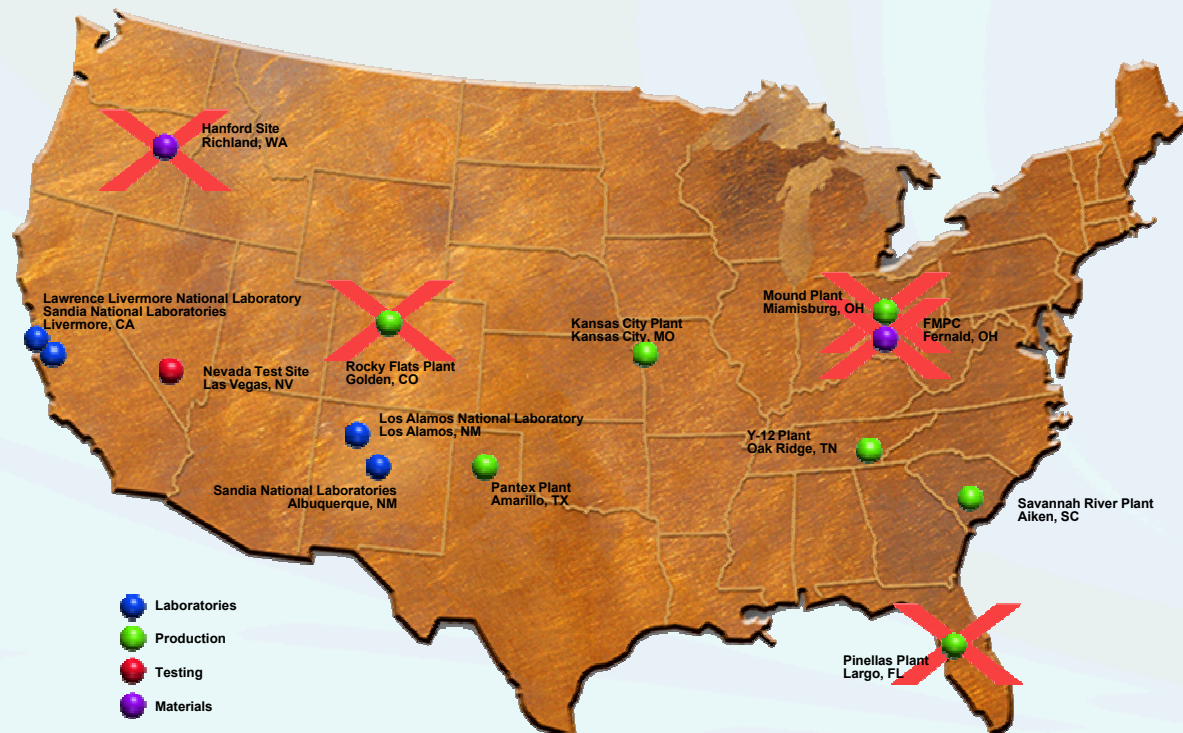 Hanford Site
Richland, WA
Lawrence Livermore National Laboratory
Sandia National Laboratories
Livermore, CA
Nevada Test Site
Las Vegas, NV
Rocky Flats Plant
Golden, CO
Kansas City Plant
Kansas City, MO
Mound Plant
Miamisburg, OH
FMPC
Fernald, OH
Los Alamos National Laboratory
Los Alamos, NM
Sandia National Laboratories
Albuquerque, NM
Pantex Plant
Amarillo, TX
Y-12 Plant
Oak Ridge, TN
Savannah River Plant
Aiken, SC
Pinellas Plant
Largo, FL
Laboratories
Production
Testing
Materials